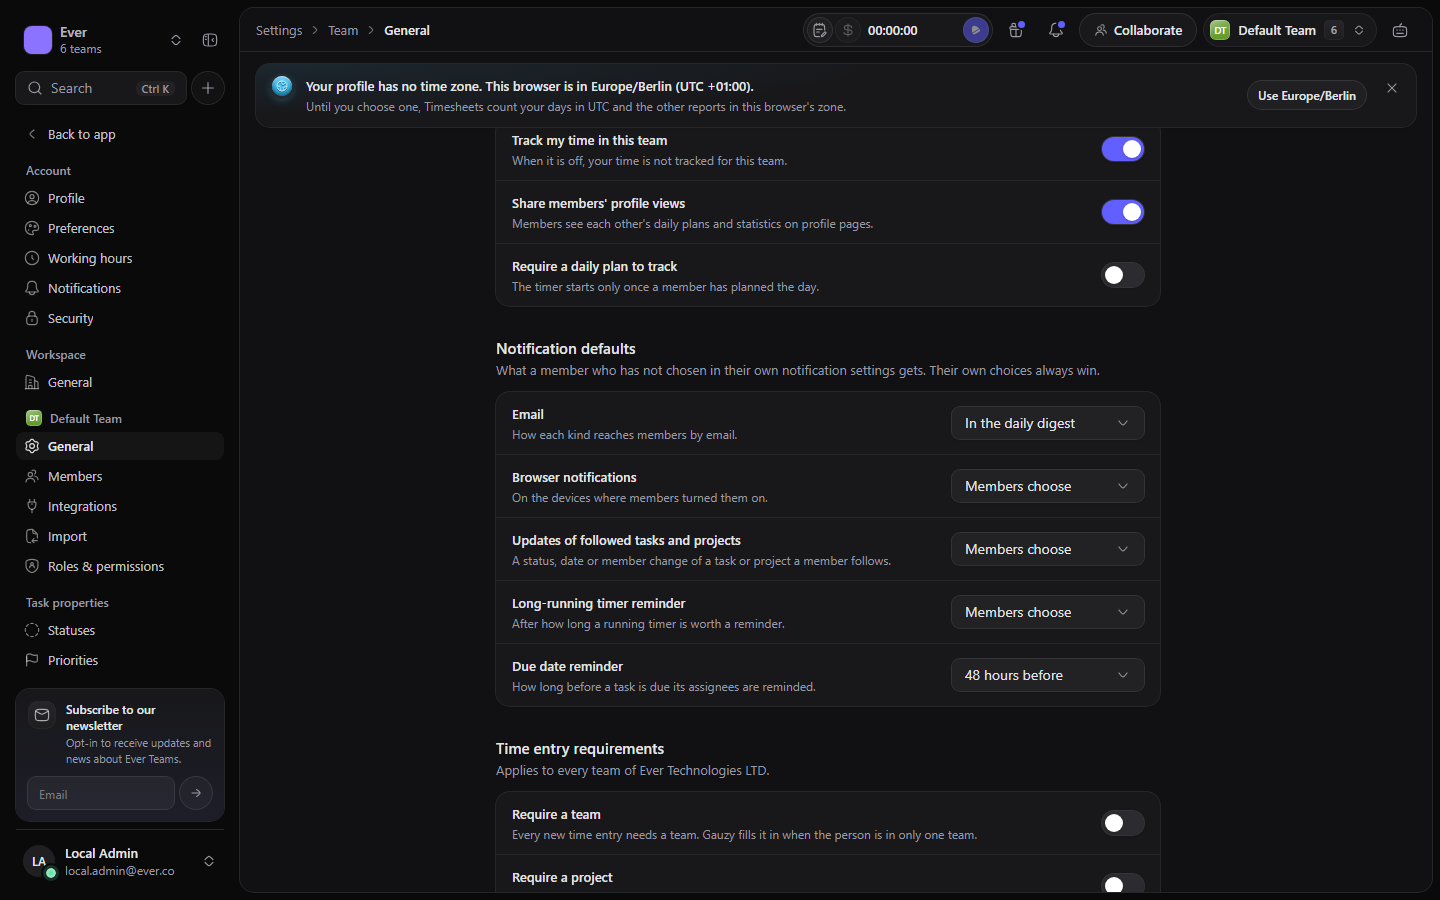 Ever
6 teams
Search
Ctrl K
Back to app
Account
Profile
Preferences
Working hours
Notifications
Security
Workspace
General
DT
Default Team
General
Members
Integrations
Import
Roles & permissions
Task properties
Statuses
Priorities
Subscribe to our
newsletter
Opt-in to receive updates and
news about Ever Teams.
Email
LA
Local Admin
local.admin@ever.co
Settings
Team
General
00:00:00
Collaborate
DT
Default Team
6
Your profile has no time zone. This browser is in Europe/Berlin (UTC +01:00).
Until you choose one, Timesheets count your days in UTC and the other reports in this browser's zone.
Use Europe/Berlin
Track my time in this team
When it is off, your time is not tracked for this team.
Share members' profile views
Members see each other's daily plans and statistics on profile pages.
Require a daily plan to track
The timer starts only once a member has planned the day.
Notification defaults
What a member who has not chosen in their own notification settings gets. Their own choices always win.
Email
How each kind reaches members by email.
In the daily digest
Browser notifications
On the devices where members turned them on.
Members choose
Updates of followed tasks and projects
A status, date or member change of a task or project a member follows.
Members choose
Long-running timer reminder
After how long a running timer is worth a reminder.
Members choose
Due date reminder
How long before a task is due its assignees are reminded.
48 hours before
Time entry requirements
Applies to every team of Ever Technologies LTD.
Require a team
Every new time entry needs a team. Gauzy fills it in when the person is in only one team.
Require a project